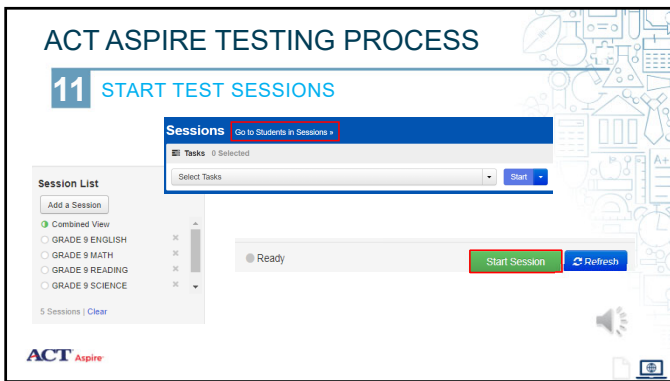 ACT ASPIRE TESTING PROCESS
11 START TEST SESSIONS
Sessions Go to Students in Sessions »
Tasks 0 Selected
Select Tasks
Start
Session List
Add a Session
Combined View
GRADE 9 ENGLISH
GRADE 9 MATH
GRADE 9 READING
GRADE 9 SCIENCE
5 Sessions | Clear
Ready
Start Session
Refresh
A+
ACT Aspire